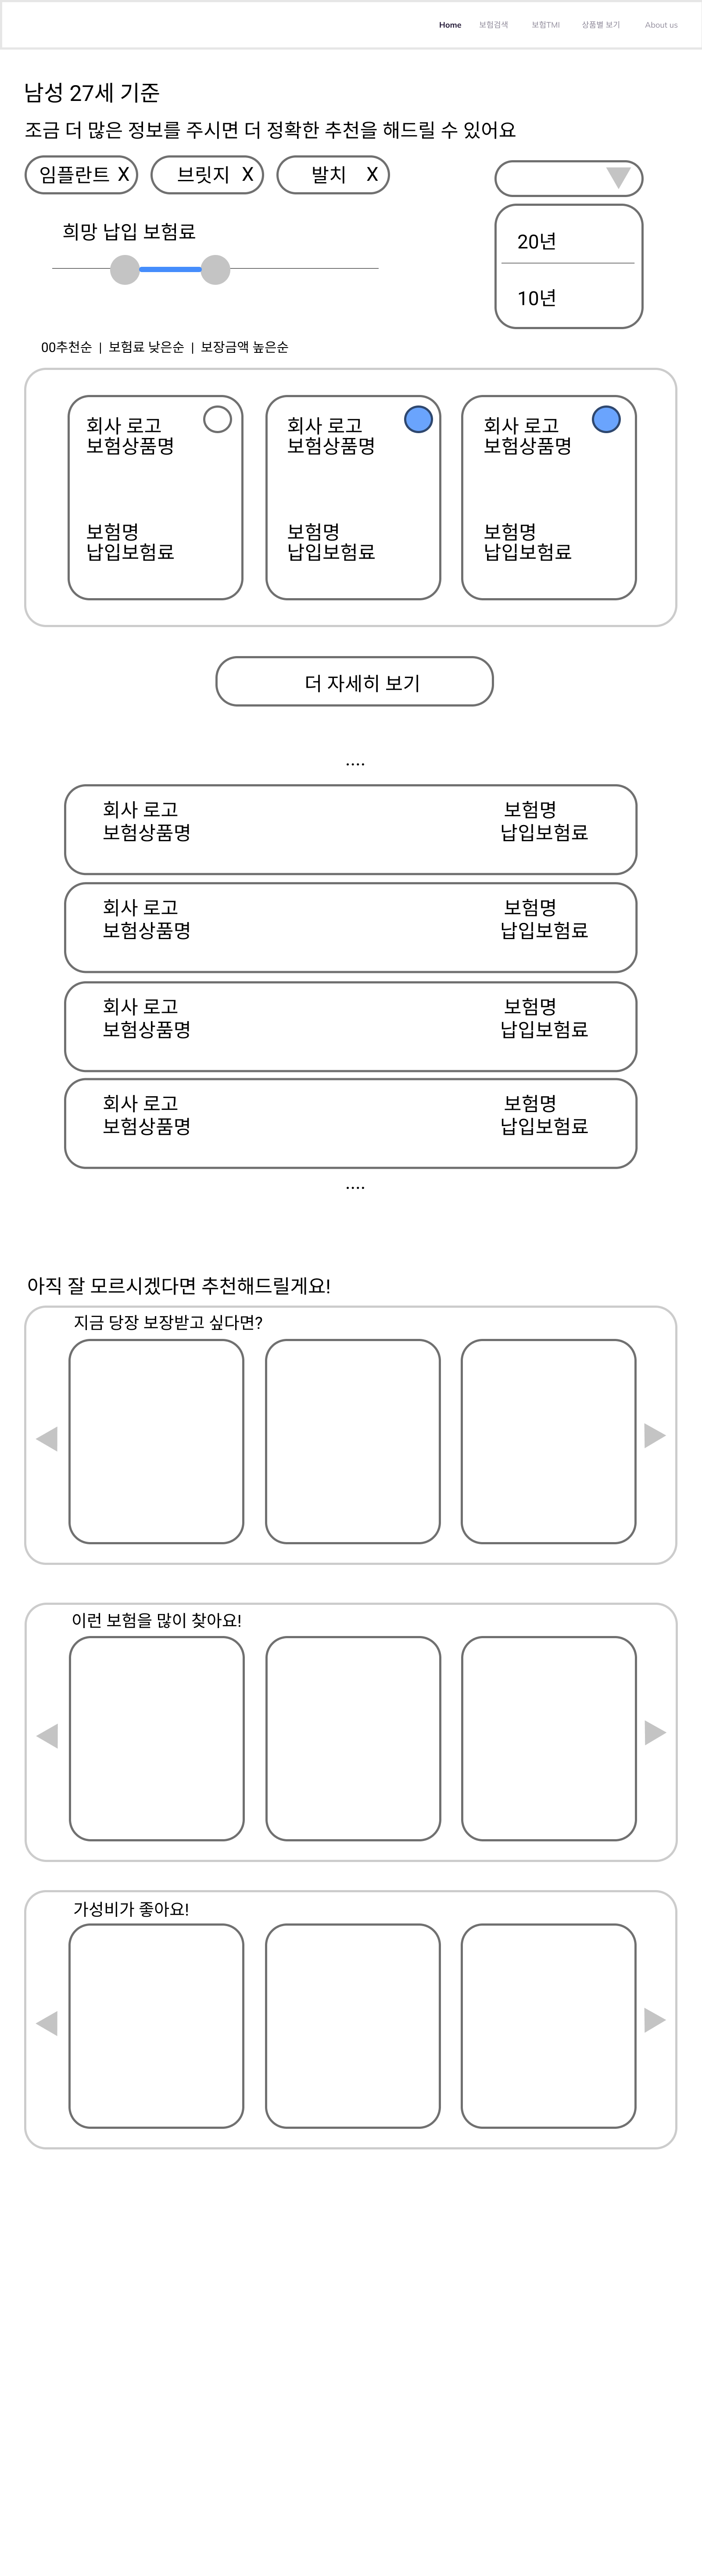 Home 보험검색 보험TMI 상품별 보기 About us
남성 27세 기준
조금 더 많은 정보를 주시면 더 정확한 추천을 해드릴 수 있어요
임플란트 X 브릿지 X 발치 X
희망 납입 보험료
20년
10년
00추천순 | 보험료 낮은순 | 보장금액 높은순
회사 로고
보험상품명
보험명
납입보험료
회사 로고
보험상품명
보험명
납입보험료
회사 로고
보험상품명
보험명
납입보험료
더 자세히 보기
....
회사 로고 보험명
보험상품명 납입보험료
회사 로고 보험명
보험상품명 납입보험료
회사 로고 보험명
보험상품명 납입보험료
회사 로고 보험명
보험상품명 납입보험료
....
아직 잘 모르시겠다면 추천해드릴게요!
지금 당장 보장받고 싶다면?
이런 보험을 많이 찾아요!
가성비가 좋아요!